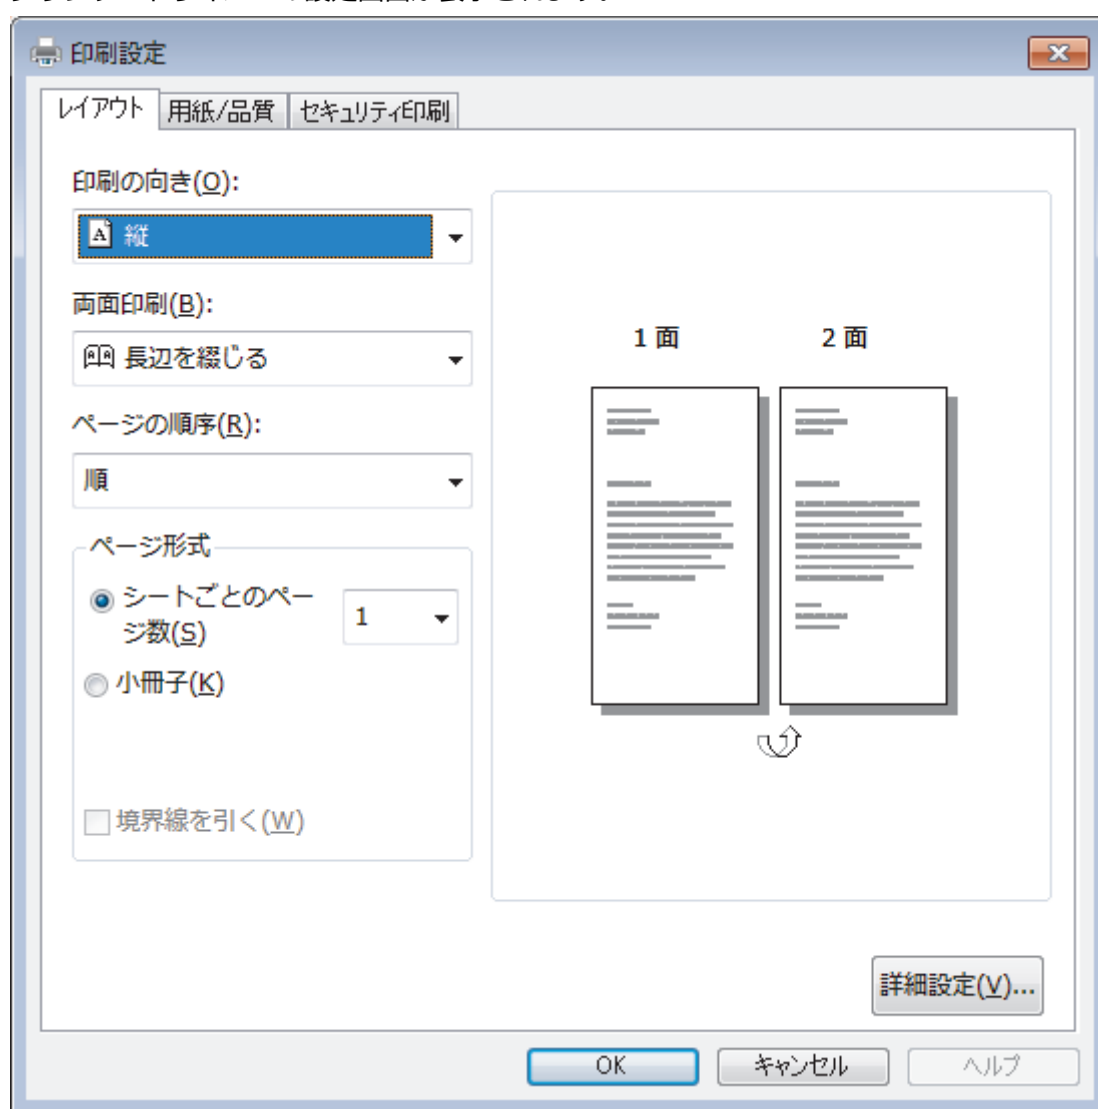 印刷設定
レイアウト 用紙/品質 セキュリティ印刷
印刷の向き(O):
縦
両面印刷(B):
長辺を綴じる
ページの順序(R):
順
ページ形式
シートごとのペー
ジ数(S)
1
小冊子(K)
境界線を引く(W)
1 面 2 面
詳細設定(V)...
OK キャンセル ヘルプ